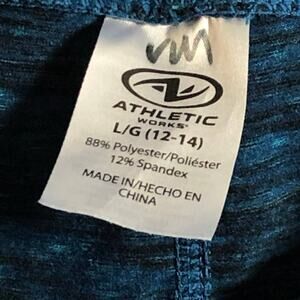 ATHLETIC
WORKS
L/G (12-14)
88% Polyester/Poliéster
12% Spandex
MADE IN/HECHO EN
CHINA